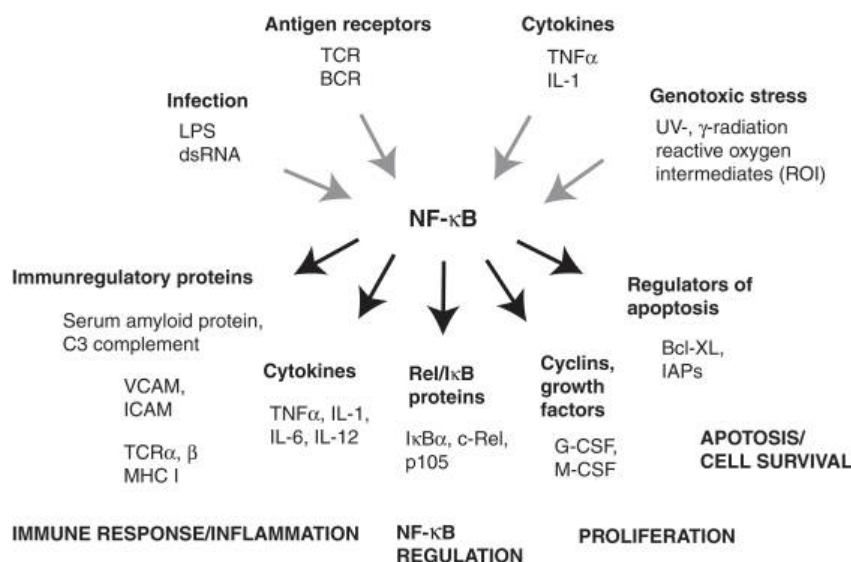 Antigen receptors
TCR
BCR
Cytokines
TNFα
IL-1
Infection
LPS
dsRNA
Genotoxic stress
UV-, γ-radiation
reactive oxygen
intermediates (ROI)
NF-κB
Immunregulatory proteins
Serum amyloid protein,
C3 complement
VCAM,
ICAM
TCRα, β
MHC I
Cytokines
TNFα, IL-1,
IL-6, IL-12
Rel/IκB
proteins
IκBα, c-Rel,
p105
Cyclins,
growth
factors
G-CSF,
M-CSF
Regulators of
apoptosis
Bcl-XL,
IAPs
APOTOSIS/
CELL SURVIVAL
IMMUNE RESPONSE/INFLAMMATION
NF-κB
REGULATION
PROLIFERATION